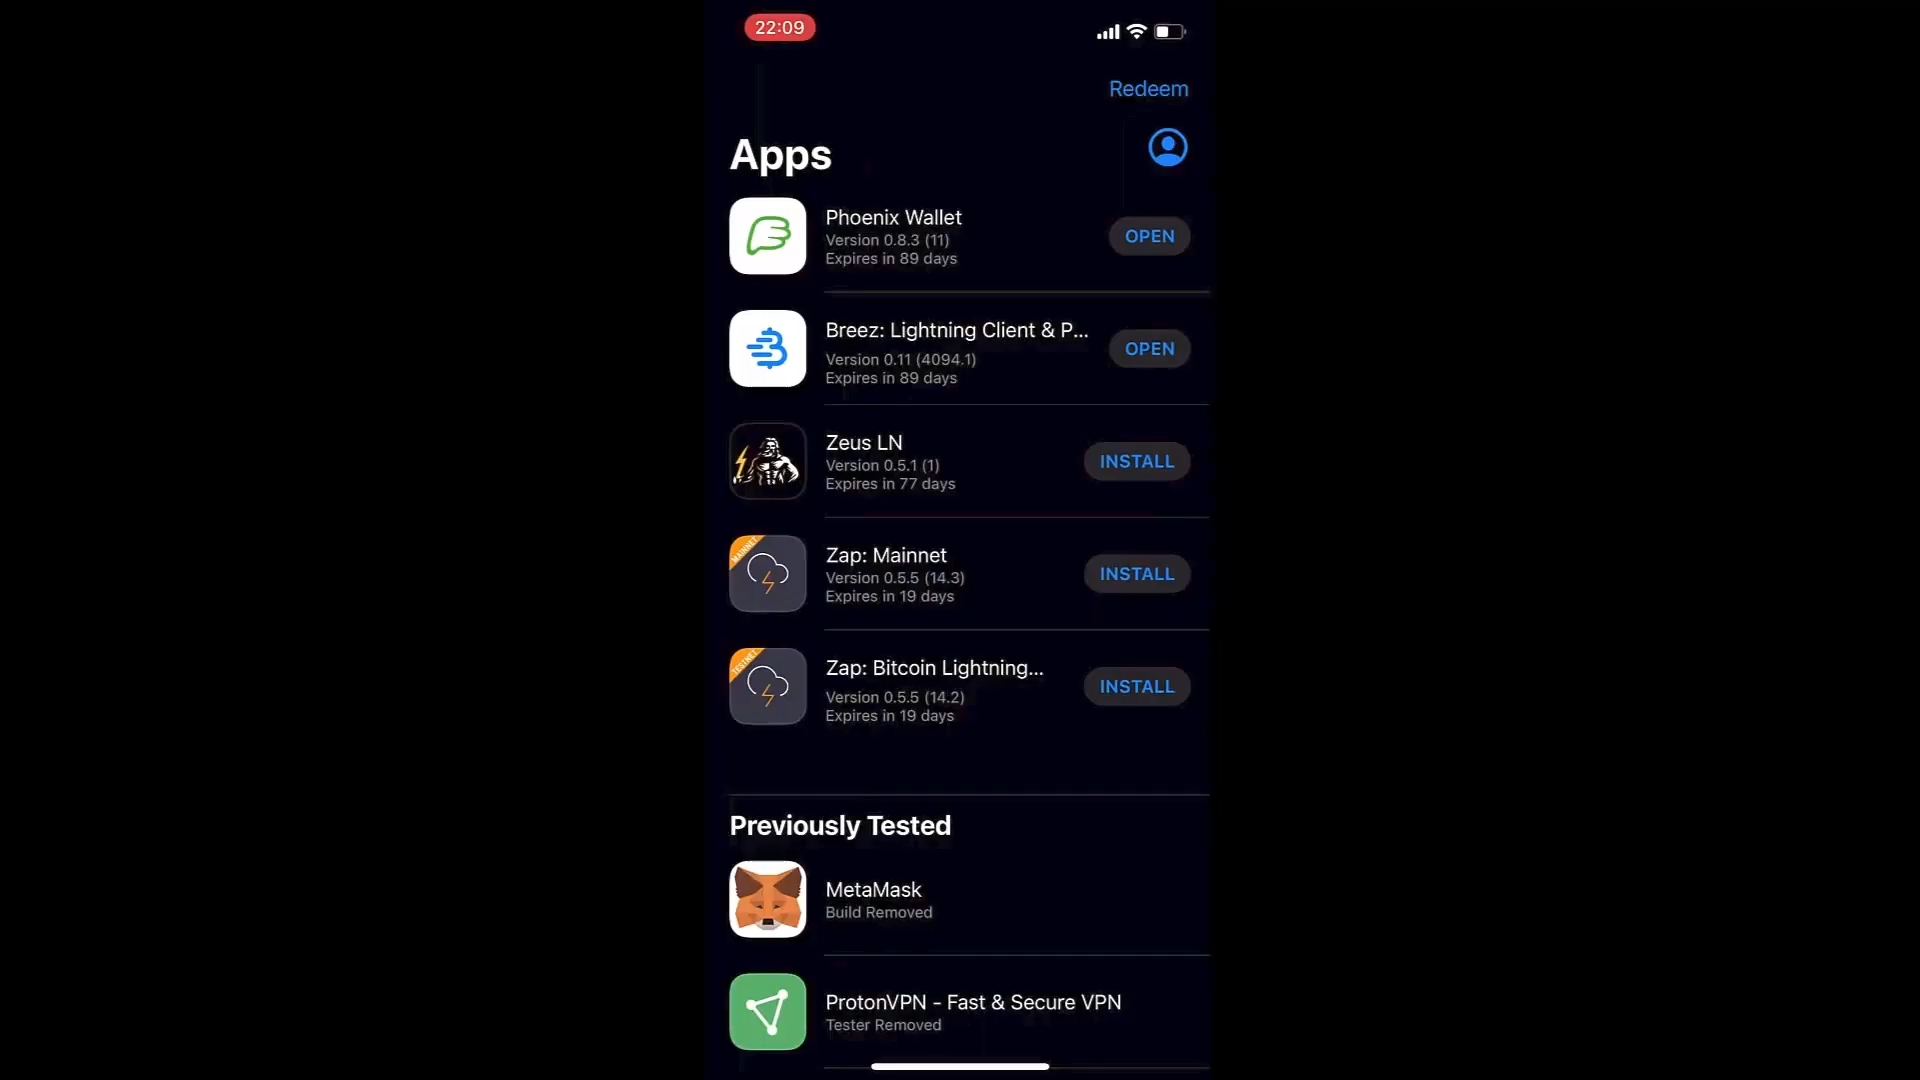 22:09
Redeem
Apps
Phoenix Wallet
Version 0.8.3 (11)
Expires in 89 days
OPEN
Breez: Lightning Client & P...
Version 0.11 (4094.1)
Expires in 89 days
OPEN
Zeus LN
Version 0.5.1 (1)
Expires in 77 days
INSTALL
MAINNET
Zap: Mainnet
Version 0.5.5 (14.3)
Expires in 19 days
INSTALL
TESTNET
Zap: Bitcoin Lightning...
Version 0.5.5 (14.2)
Expires in 19 days
INSTALL
Previously Tested
MetaMask
Build Removed
ProtonVPN - Fast & Secure VPN
Tester Removed